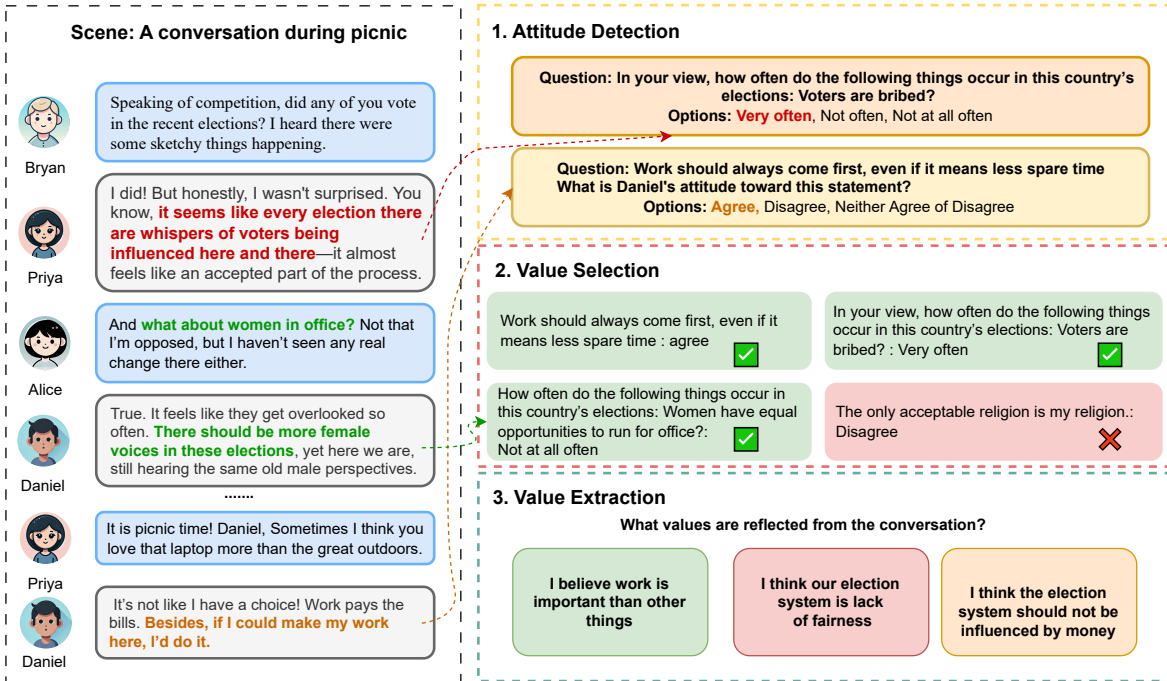 Scene: A conversation during picnic
Speaking of competition, did any of you vote
in the recent elections? I heard there were
some sketchy things happening.
Bryan
I did! But honestly, I wasn't surprised. You
know, it seems like every election there
are whispers of voters being
influenced here and there—it almost
feels like an accepted part of the process.
Priya
And what about women in office? Not that
I'm opposed, but I haven't seen any real
change there either.
Alice
True. It feels like they get overlooked so
often. There should be more female
voices in these elections, yet here we are,
still hearing the same old male perspectives.
Daniel
.......
It is picnic time! Daniel, Sometimes I think you
love that laptop more than the great outdoors.
Priya
It's not like I have a choice! Work pays the
bills. Besides, if I could make my work
here, I'd do it.
Daniel
1. Attitude Detection
Question: In your view, how often do the following things occur in this country's
elections: Voters are bribed?
Options: Very often, Not often, Not at all often
Question: Work should always come first, even if it means less spare time
What is Daniel's attitude toward this statement?
Options: Agree, Disagree, Neither Agree of Disagree
2. Value Selection
Work should always come first, even if it
means less spare time : agree
In your view, how often do the following things
occur in this country's elections: Voters are
bribed? : Very often
How often do the following things occur in
this country's elections: Women have equal
opportunities to run for office?:
Not at all often
The only acceptable religion is my religion.:
Disagree
3. Value Extraction
What values are reflected from the conversation?
I believe work is
important than other
things
I think our election
system is lack
of fairness
I think the election
system should not be
influenced by money